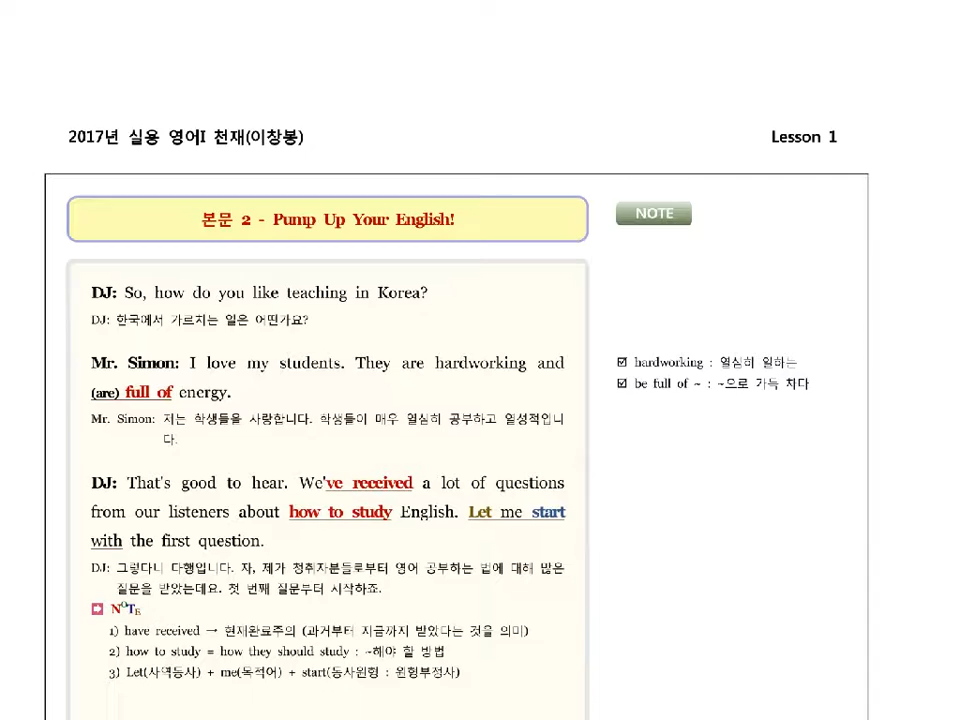 2017년 실용 영어I 천재(이창봉)
Lesson 1
본문 2 - Pump Up Your English!
NOTE
DJ: So, how do you like teaching in Korea?
DJ: 한국에서 가르치는 일은 어떤가요?
Mr. Simon: I love my students. They are hardworking and
(are) full of energy.
Mr. Simon: 저는 학생들을 사랑합니다. 학생들이 매우 열심히 공부하고 열성적입니
다.
☑ hardworking : 열심히 일하는
☑ be full of ~ : ~으로 가득 차다
DJ: That's good to hear. We've received a lot of questions
from our listeners about how to study English. Let me start
with the first question.
DJ: 그렇다니 다행입니다. 자, 제가 청취자분들로부터 영어 공부하는 법에 대해 많은
질문을 받았는데요. 첫 번째 질문부터 시작하죠.
NOTE
1) have received → 현재완료주의 (과거부터 지금까지 받았다는 것을 의미)
2) how to study = how they should study : ~해야 할 방법
3) Let(사역동사) + me(목적어) + start(동사원형 : 원형부정사)